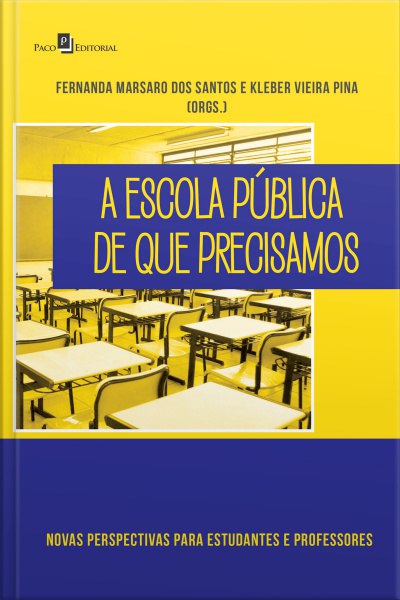 PACO P EDITORIAL
FERNANDA MARSARO DOS SANTOS E KLEBER VIEIRA PINA
(ORGS.)
A ESCOLA PÚBLICA
DE QUE PRECISAMOS
NOVAS PERSPECTIVAS PARA ESTUDANTES E PROFESSORES